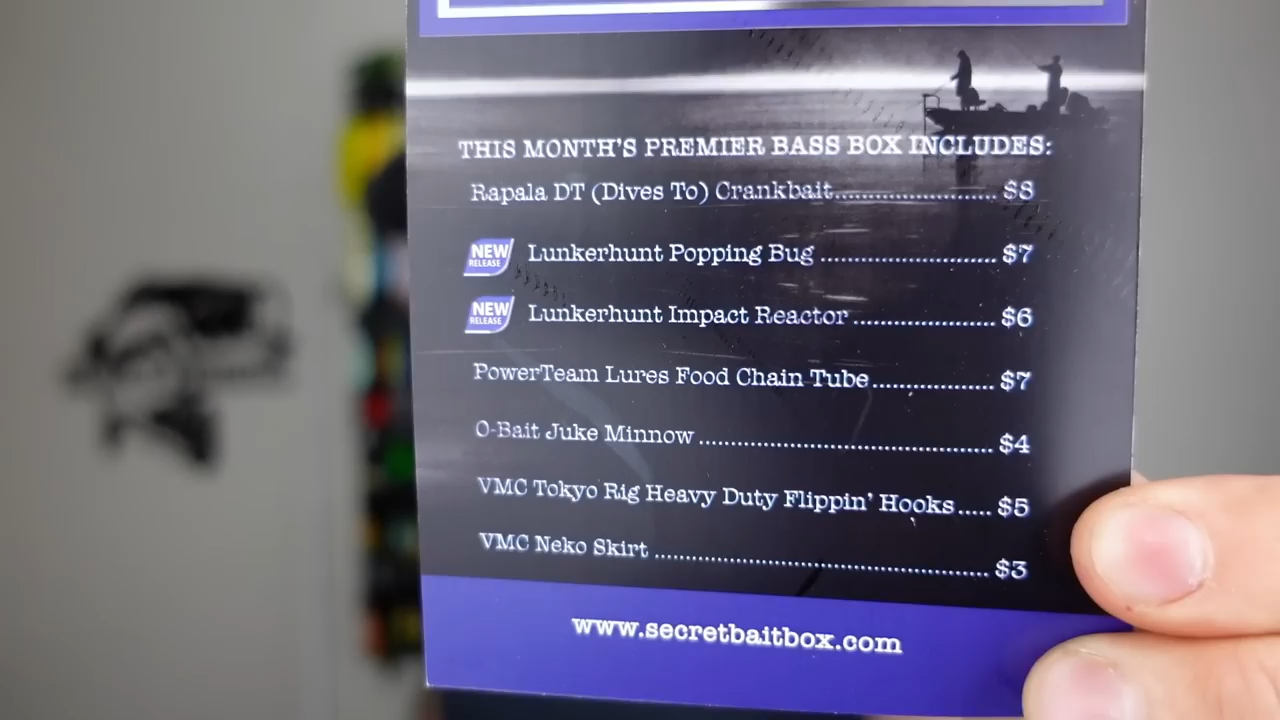 THIS MONTH'S PREMIER BASS BOX INCLUDES:
Rapala DT (Dives To) Crankbait........................... $8
NEW RELEASE Lunkerhunt Popping Bug .............................. $7
NEW RELEASE Lunkerhunt Impact Reactor ........................ $6
PowerTeam Lures Food Chain Tube.................... $7
O-Bait Juke Minnow ................................................. $4
VMC Tokyo Rig Heavy Duty Flippin' Hooks..... $5
VMC Neko Skirt ......................................................... $3
www.secretbaitbox.com